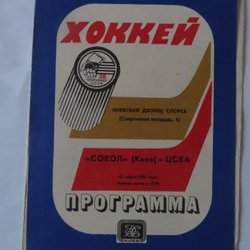 ХОККЕЙ
КИЕВСКИЙ ДВОРЕЦ СПОРТА
(Спортивная площадь, 1)
«СОКОЛ» (Киев) — ЦСКА
ПРОГРАММА